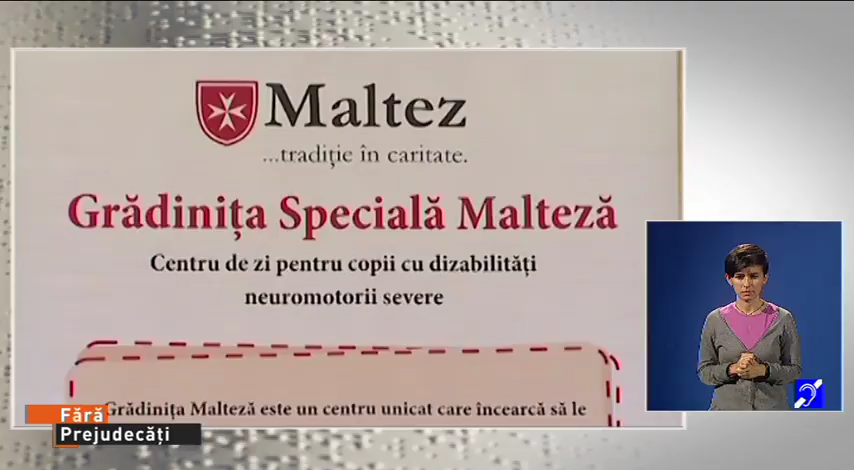 Maltez
...tradiție în caritate.
Grădinița Specială Malteză
Centru de zi pentru copii cu dizabilități
neuromotorii severe
Grădinița Malteză este un centru unicat care încearcă să le
Fără
Prejudecăți